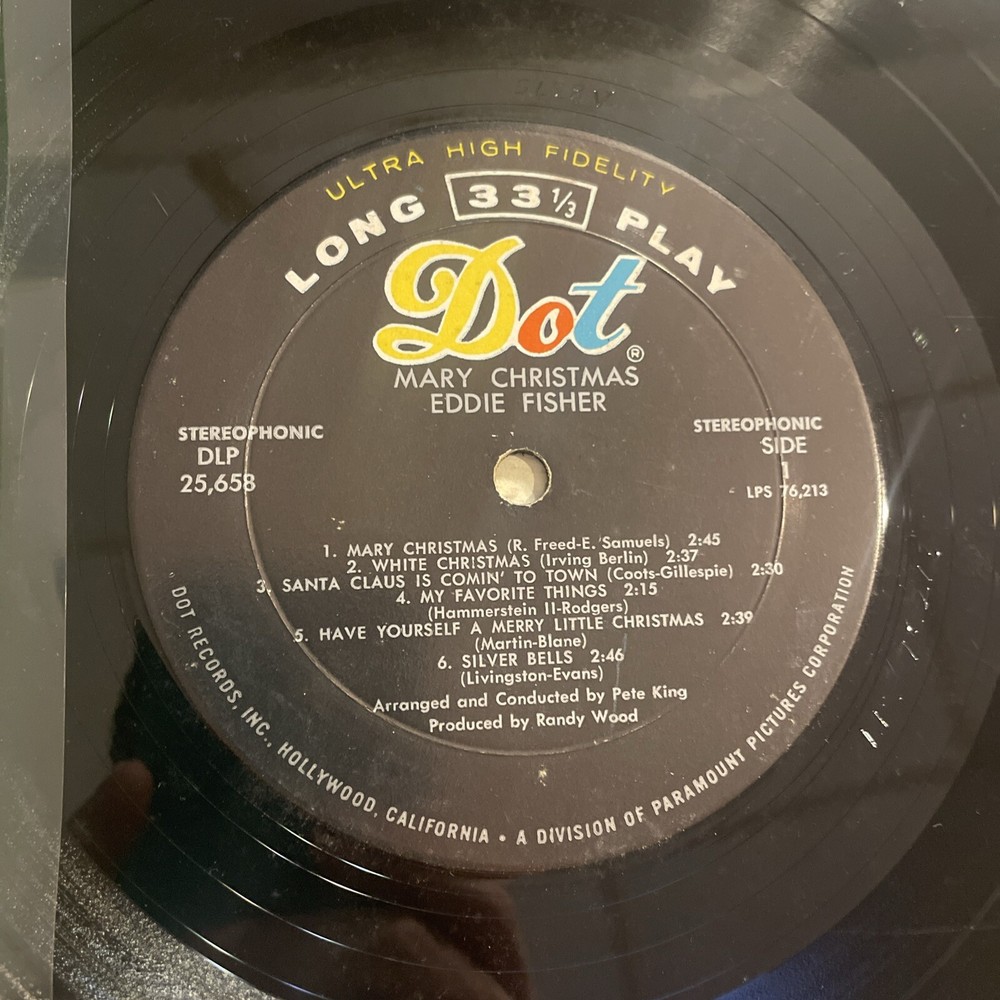 ULTRA HIGH FIDELITY
LONG 33 1/3 PLAY
Dot®
MARY CHRISTMAS
EDDIE FISHER
STEREOPHONIC
DLP
25,658
STEREOPHONIC
SIDE
1
LPS 76,213
1. MARY CHRISTMAS (R. Freed-E. Samuels) 2:45
2. WHITE CHRISTMAS (Irving Berlin) 2:37
3. SANTA CLAUS IS COMIN' TO TOWN (Coots-Gillespie) 2:30
4. MY FAVORITE THINGS 2:15
(Hammerstein II-Rodgers)
5. HAVE YOURSELF A MERRY LITTLE CHRISTMAS 2:39
(Martin-Blane)
6. SILVER BELLS 2:46
(Livingston-Evans)
Arranged and Conducted by Pete King
Produced by Randy Wood
DOT RECORDS, INC., HOLLYWOOD, CALIFORNIA • A DIVISION OF PARAMOUNT PICTURES CORPORATION